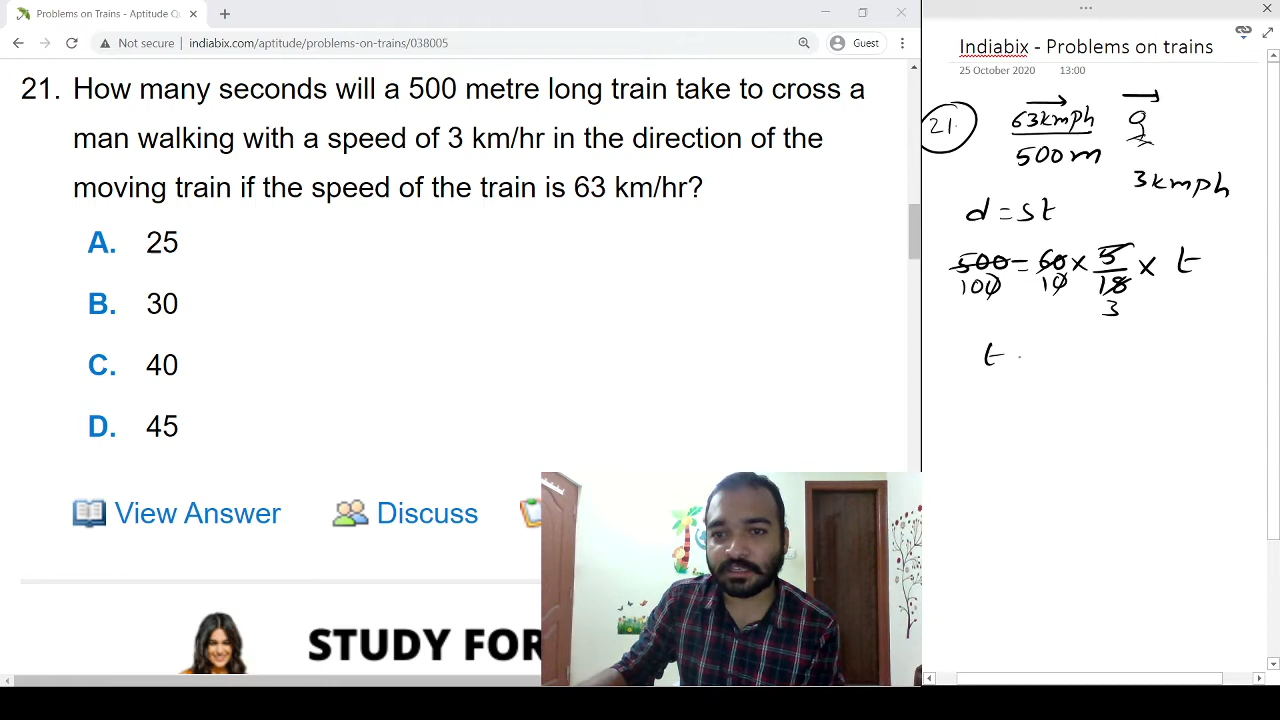 Problems on Trains - Aptitude Qu
Not secure
indiabix.com/aptitude/problems-on-trains/038005
Guest
21. How many seconds will a 500 metre long train take to cross a
man walking with a speed of 3 km/hr in the direction of the
moving train if the speed of the train is 63 km/hr?
A. 25
B. 30
C. 40
D. 45
View Answer
Discuss
STUDY FOR
Indiabix - Problems on trains
25 October 2020 13:00
21.
63kmph
500m
3kmph
d = st
500 = 60 × 5/18 × t
100 10 3
t